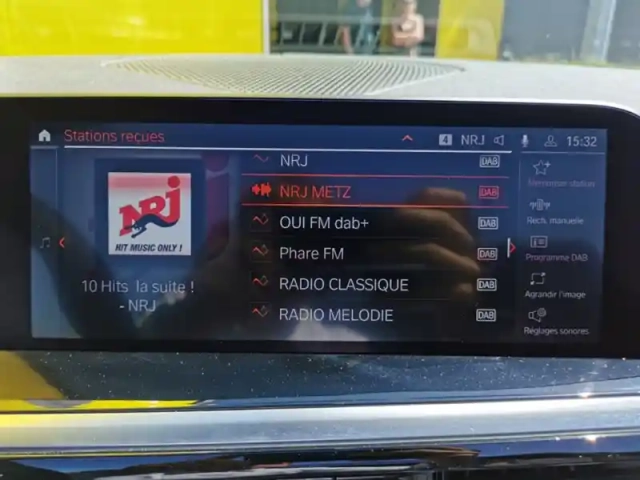 Stations reçues
4 NRJ 15:32
NRJ DAB
NRJ METZ DAB
OUI FM dab+ DAB
Phare FM DAB
RADIO CLASSIQUE DAB
RADIO MELODIE DAB
NRJ
HIT MUSIC ONLY !
10 Hits la suite !
- NRJ
Mémoriser station
Rech. manuelle
Programme DAB
Agrandir l'image
Réglages sonores